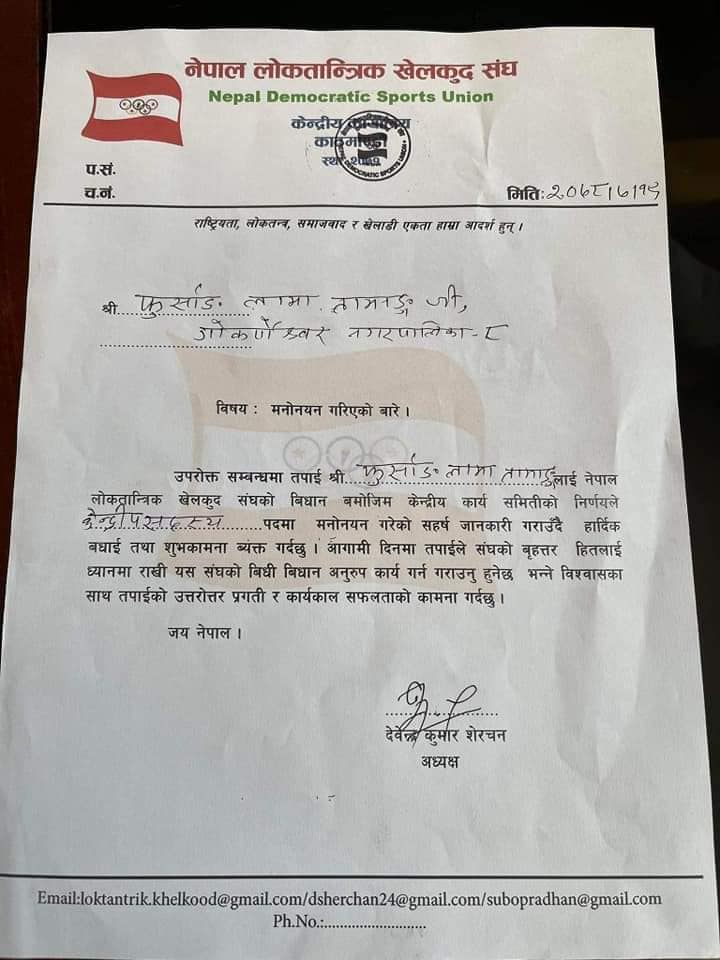 नेपाल लोकतान्त्रिक खेलकुद संघ
Nepal Democratic Sports Union
केन्द्रीय कार्यालय
काठमाण्डौ
स्था
प.सं.
च.नं.
मिति:
राष्ट्रियता, लोकतन्त्र, समाजवाद र खेलाडी एकता हाम्रा आदर्श हुन् ।
श्री फुर्साङ लामा तामाङ्ग जी,
गोकर्णेश्वर नगरपालिका-८
विषय : मनोनयन गरिएको बारे ।
उपरोक्त सम्बन्धमा तपाई श्री फुर्साङ लामा तामाङ्ग लाई नेपाल
लोकतान्त्रिक खेलकुद संघको बिधान बमोजिम केन्द्रीय कार्य समितीको निर्णयले
केन्द्रीय सदस्य पदमा मनोनयन गरेको सहर्ष जानकारी गराउँदै हार्दिक
बधाई तथा शुभकामना ब्यक्त गर्दछु । आगामी दिनमा तपाईले संघको बृहत्तर हितलाई
ध्यानमा राखी यस संघको बिधी बिधान अनुरुप कार्य गर्न गराउनु हुनेछ भन्ने विश्वासका
साथ तपाईको उत्तरोत्तर प्रगती र कार्यकाल सफलताको कामना गर्दछु ।
जय नेपाल ।
देवेन्द्र कुमार शेरचन
अध्यक्ष
Email:loktantrik.khelkood@gmail.com/dsherchan24@gmail.com/subopradhan@gmail.com
Ph.No.:..........................